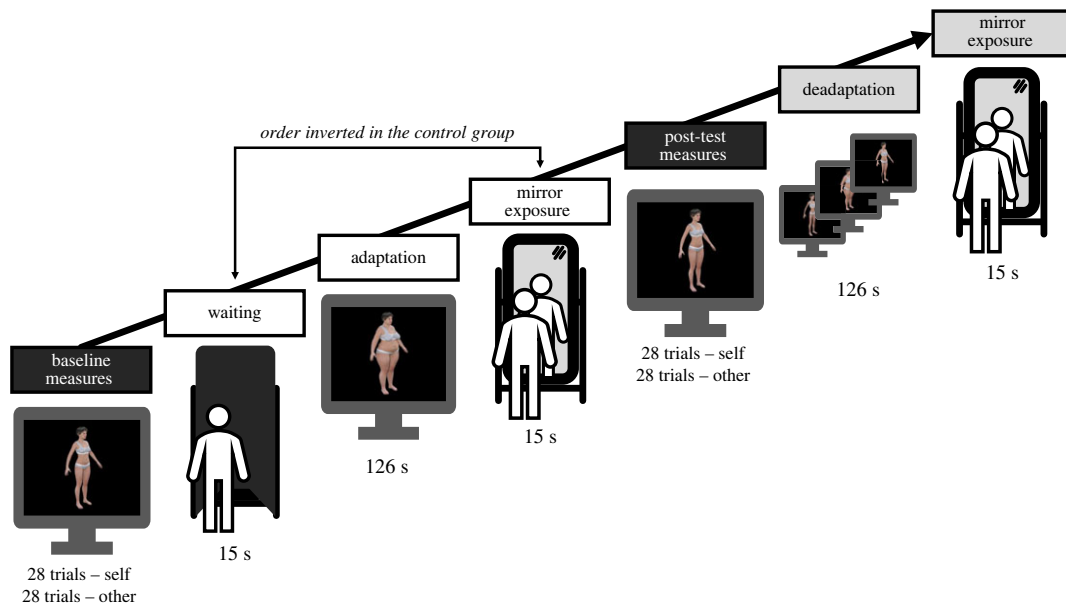 baseline
measures
28 trials – self
28 trials – other
waiting
15 s
adaptation
126 s
order inverted in the control group
mirror
exposure
15 s
post-test
measures
28 trials – self
28 trials – other
deadaptation
126 s
mirror
exposure
15 s